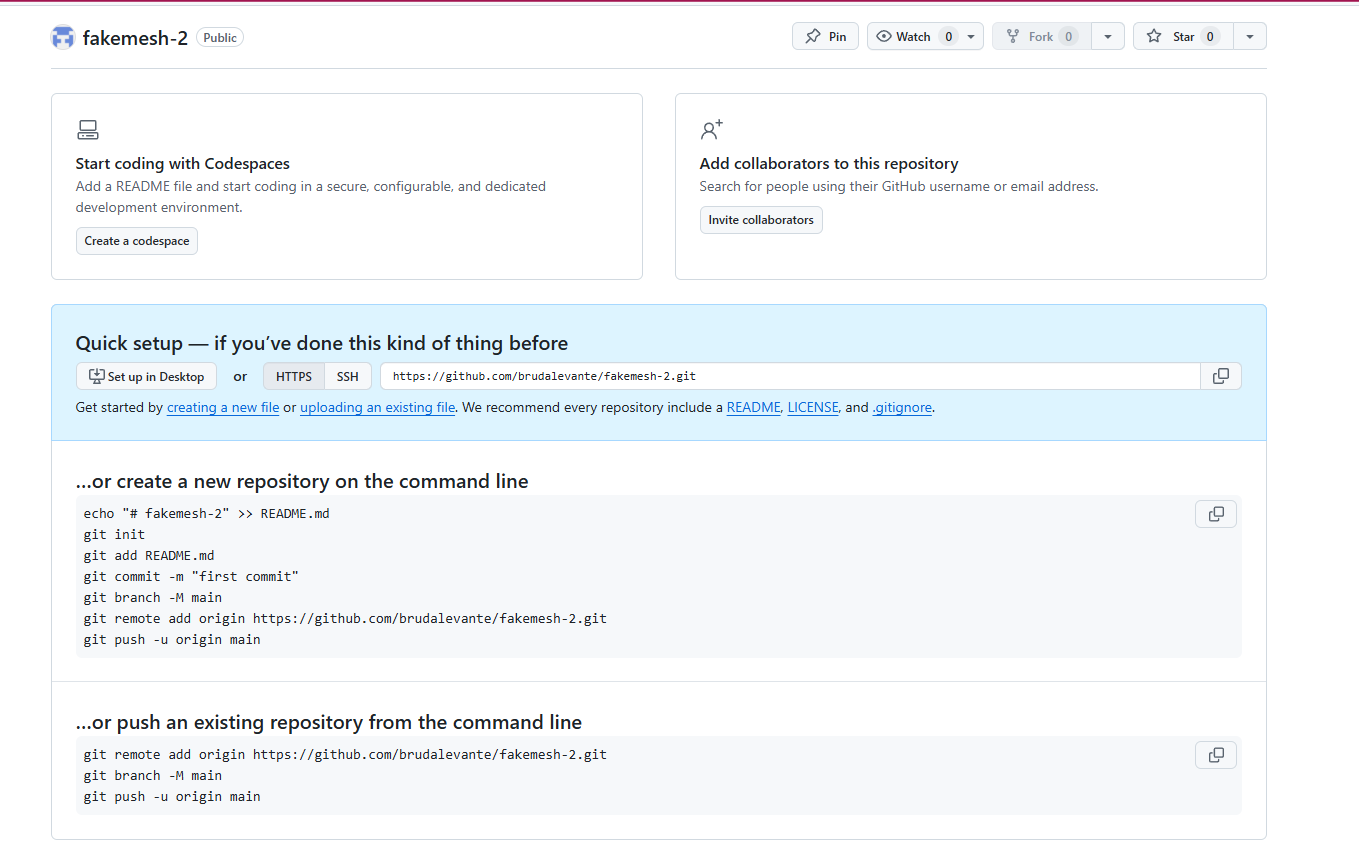 fakemesh-2 Public
Pin
Watch 0
Fork 0
Star 0
Start coding with Codespaces
Add a README file and start coding in a secure, configurable, and dedicated
development environment.
Create a codespace
Add collaborators to this repository
Search for people using their GitHub username or email address.
Invite collaborators
Quick setup — if you’ve done this kind of thing before
Set up in Desktop or HTTPS SSH https://github.com/brudalevante/fakemesh-2.git
Get started by creating a new file or uploading an existing file. We recommend every repository include a README, LICENSE, and .gitignore.
…or create a new repository on the command line
echo "# fakemesh-2" >> README.md
git init
git add README.md
git commit -m "first commit"
git branch -M main
git remote add origin https://github.com/brudalevante/fakemesh-2.git
git push -u origin main
…or push an existing repository from the command line
git remote add origin https://github.com/brudalevante/fakemesh-2.git
git branch -M main
git push -u origin main